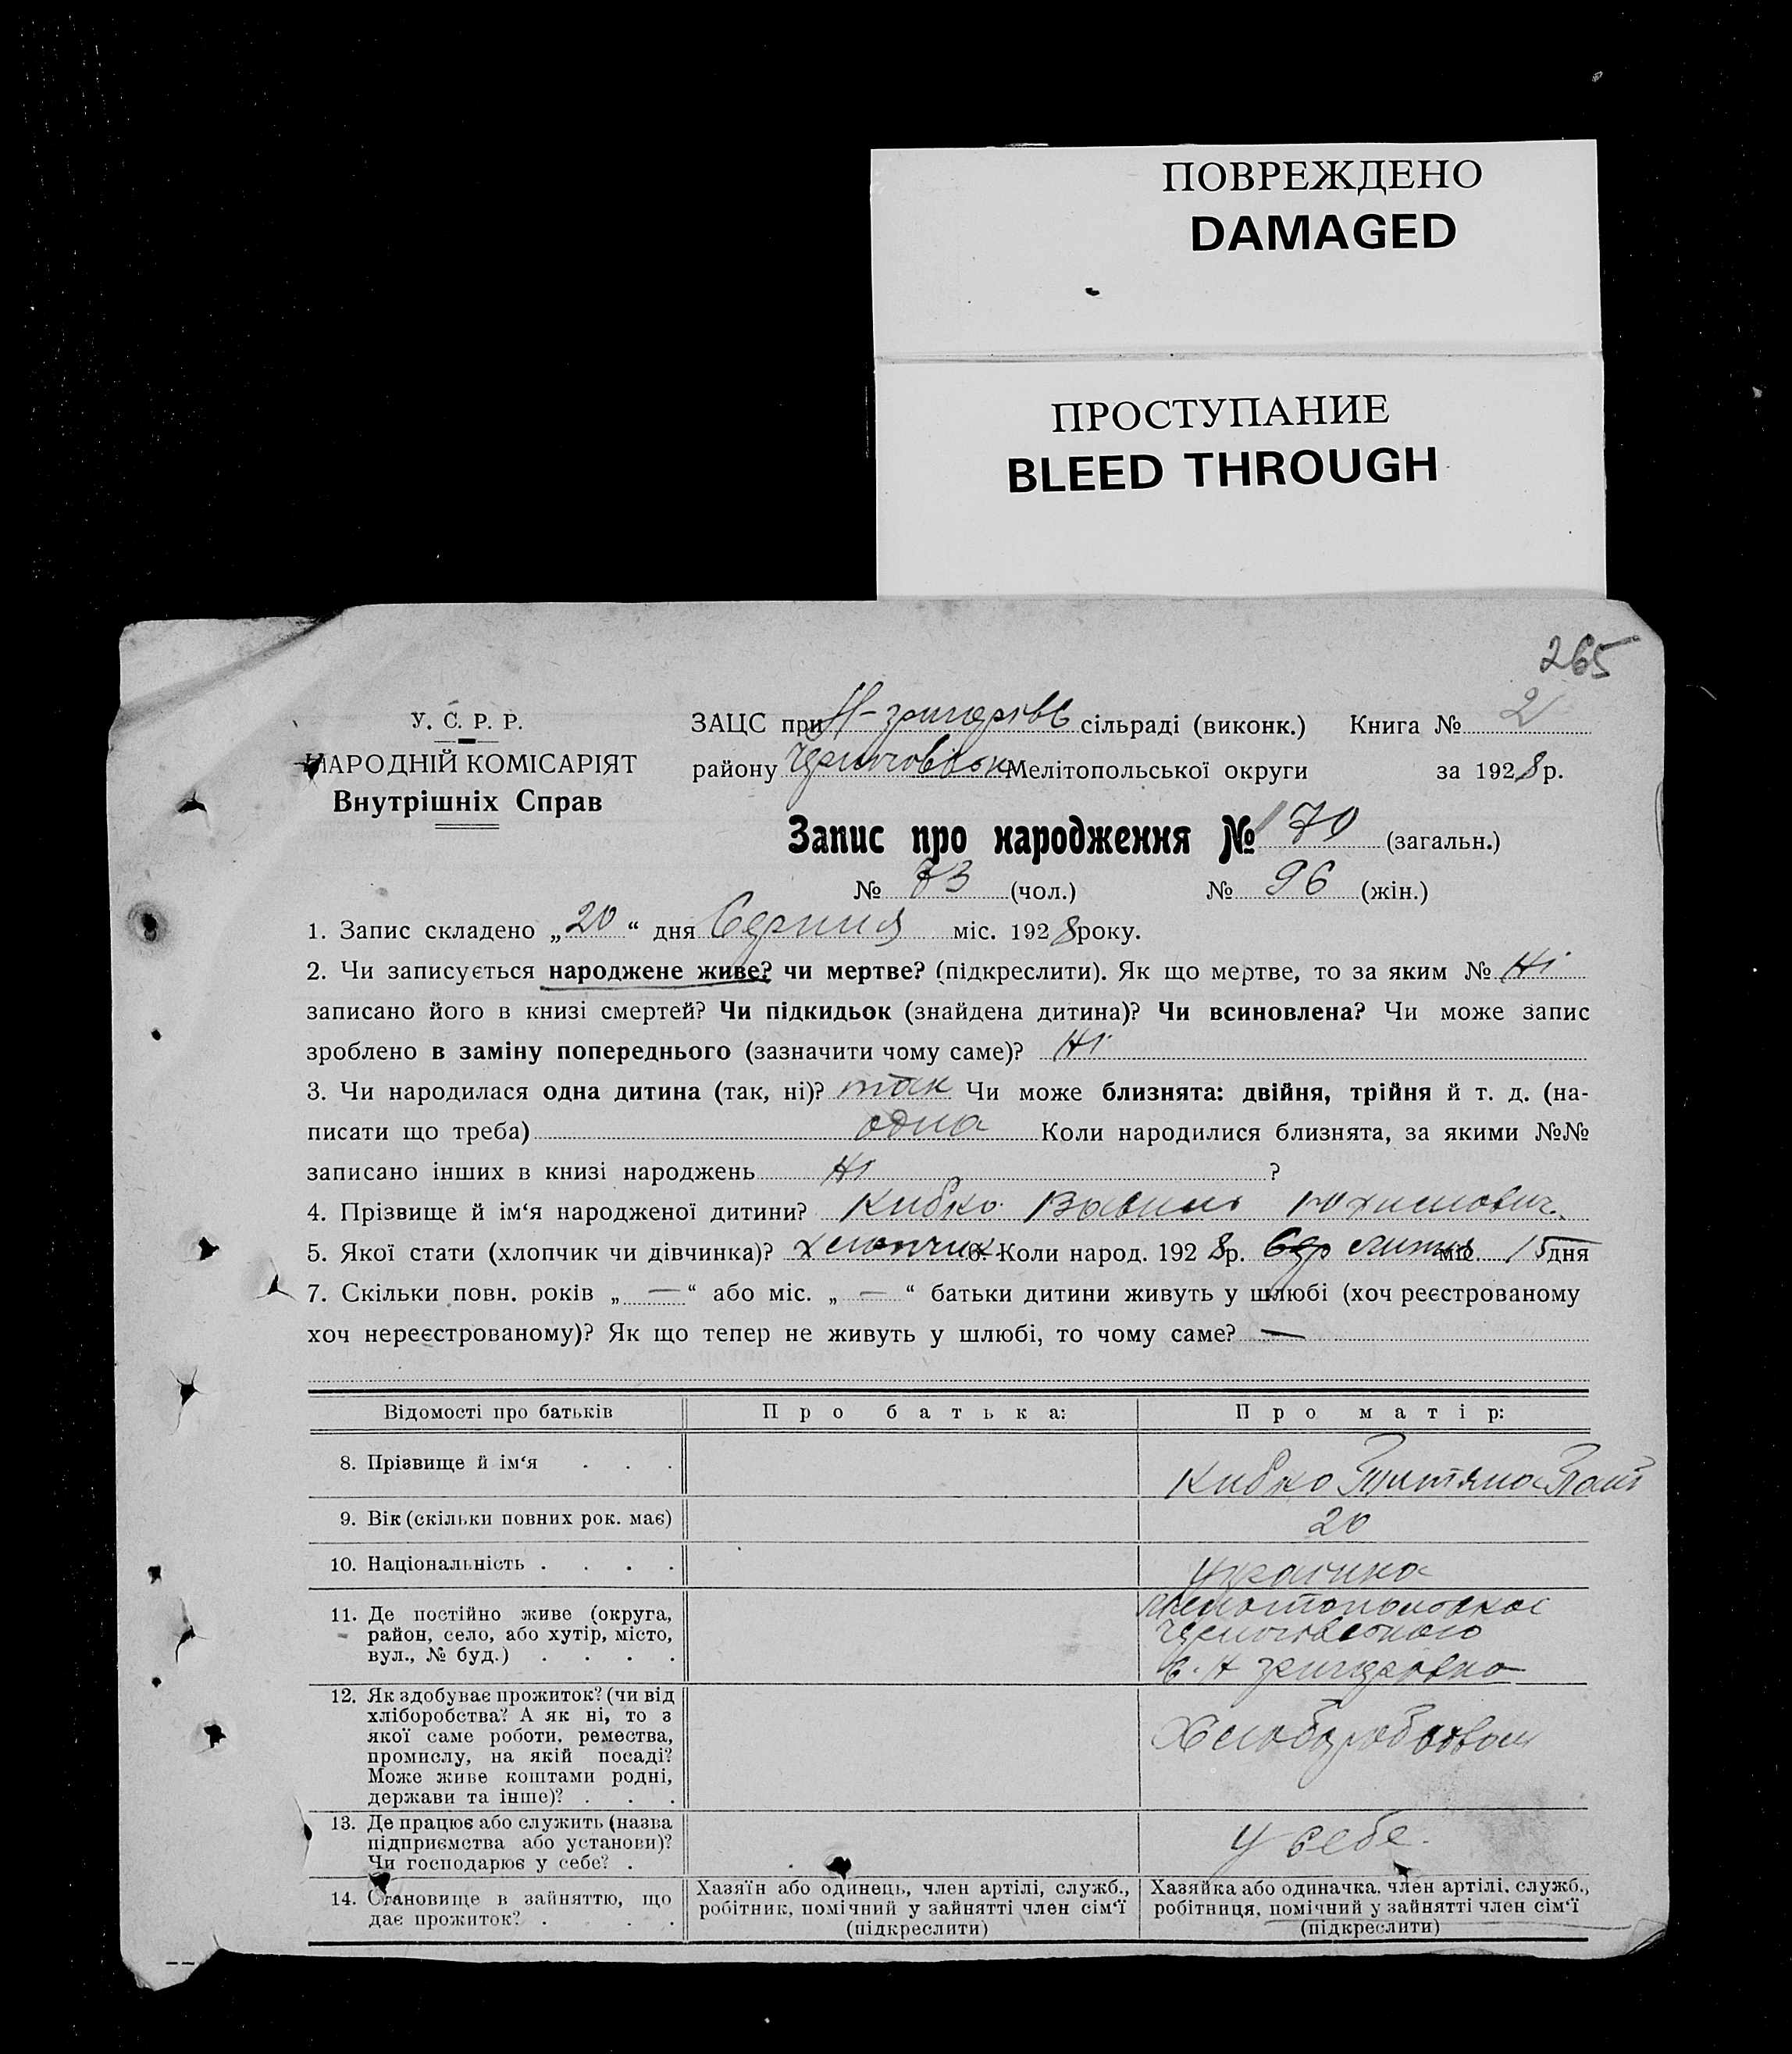 ПОВРЕЖДЕНО
DAMAGED
ПРОСТУПАНИЕ
BLEED THROUGH
265
У. С. Р. Р.
НАРОДНІЙ КОМІСАРІЯТ
Внутрішніх Справ
ЗАЦС при сільраді (виконк.) Книга № 2
району Мелітопольської округи за 1928 р.
Запис про народження № 170 (загальн.)
№ 73 (чол.) № 96 (жін.)
1. Запис складено „20“ дня Серпня міс. 1928 року.
2. Чи записується народжене живе? чи мертве? (підкреслити). Як що мертве, то за яким № Ні
записано його в книзі смертей? Чи підкидьок (знайдена дитина)? Чи всиновлена? Чи може запис
зроблено в заміну попереднього (зазначити чому саме)? Ні
3. Чи народилася одна дитина (так, ні)? так Чи може близнята: двійня, трійня й т. д. (на-
писати що треба) одна Коли народилися близнята, за якими №№
записано інших в книзі народжень Ні ?
4. Прізвище й ім‘я народженої дитини? Кибко Василь
5. Якої стати (хлопчик чи дівчинка)? хлопчик 6. Коли народ. 1928 р. міс. 15 дня
7. Скільки повн. років „ — “ або міс. „ — “ батьки дитини живуть у шлюбі (хоч реєстрованому
хоч нереєстрованому)? Як що тепер не живуть у шлюбі, то чому саме? —
Відомості про батьків Про батька: Про матір:
8. Прізвище й ім‘я . . . Кибко
9. Вік (скільки повних рок. має) 20
10. Національність . . . . Украинка
11. Де постійно живе (округа,
район, село, або хутір, місто,
вул., № буд.) . . . .
12. Як здобуває прожиток? (чи від
хліборобства? А як ні, то з
якої саме роботи, ремества,
промислу, на якій посаді?
Може живе коштами родні,
держави та інше)? . . .
13. Де працює або служить (назва
підприємства або установи)?
Чи господарює у себе? .
у себе.
14. Становище в зайняттю, що
дає прожиток? . . .
Хазяїн або одинець, член артілі, служб.,
робітник, помічний у зайнятті член сім‘ї
(підкреслити)
Хазяйка або одиначка, член артілі, служб.,
робітниця, помічний у зайнятті член сім‘ї
(підкреслити)